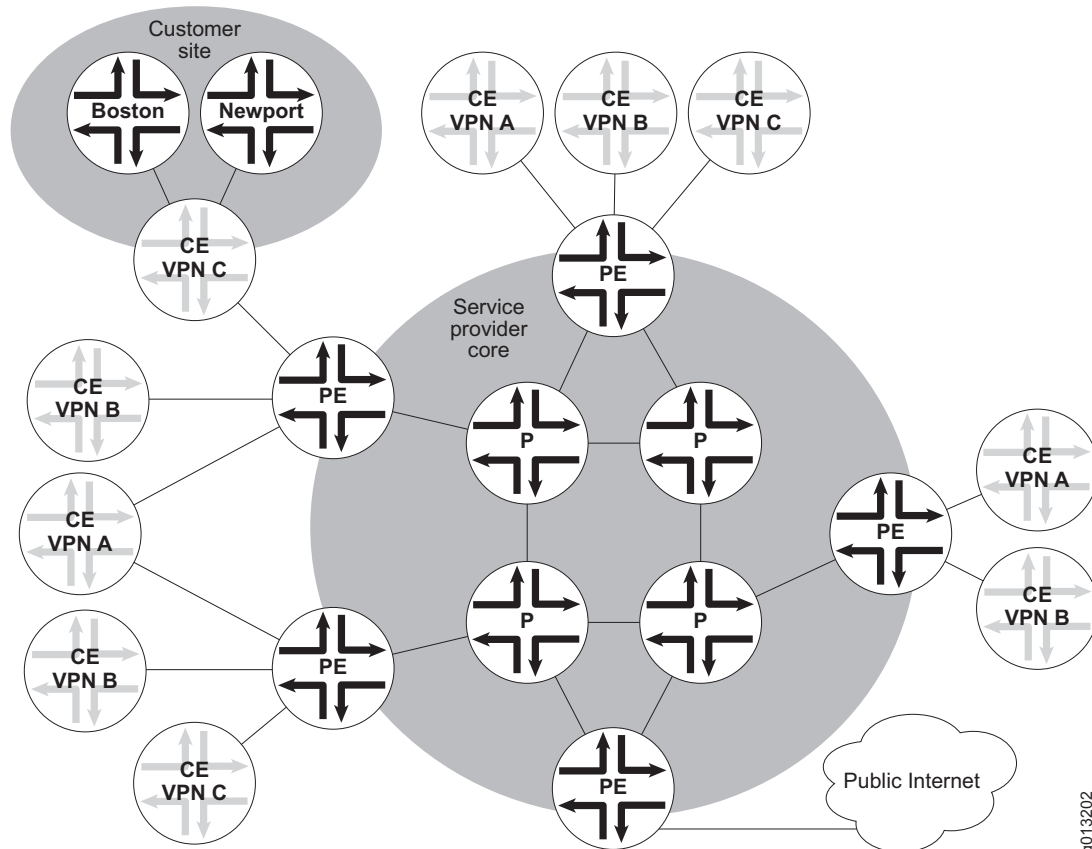 Customer
site
Boston
Newport
CE
VPN A
CE
VPN B
CE
VPN C
CE
VPN C
PE
Service
provider
core
PE
CE
VPN B
P
P
CE
VPN A
CE
VPN A
PE
CE
VPN B
P
P
CE
VPN B
PE
CE
VPN C
PE
Public Internet
g013202